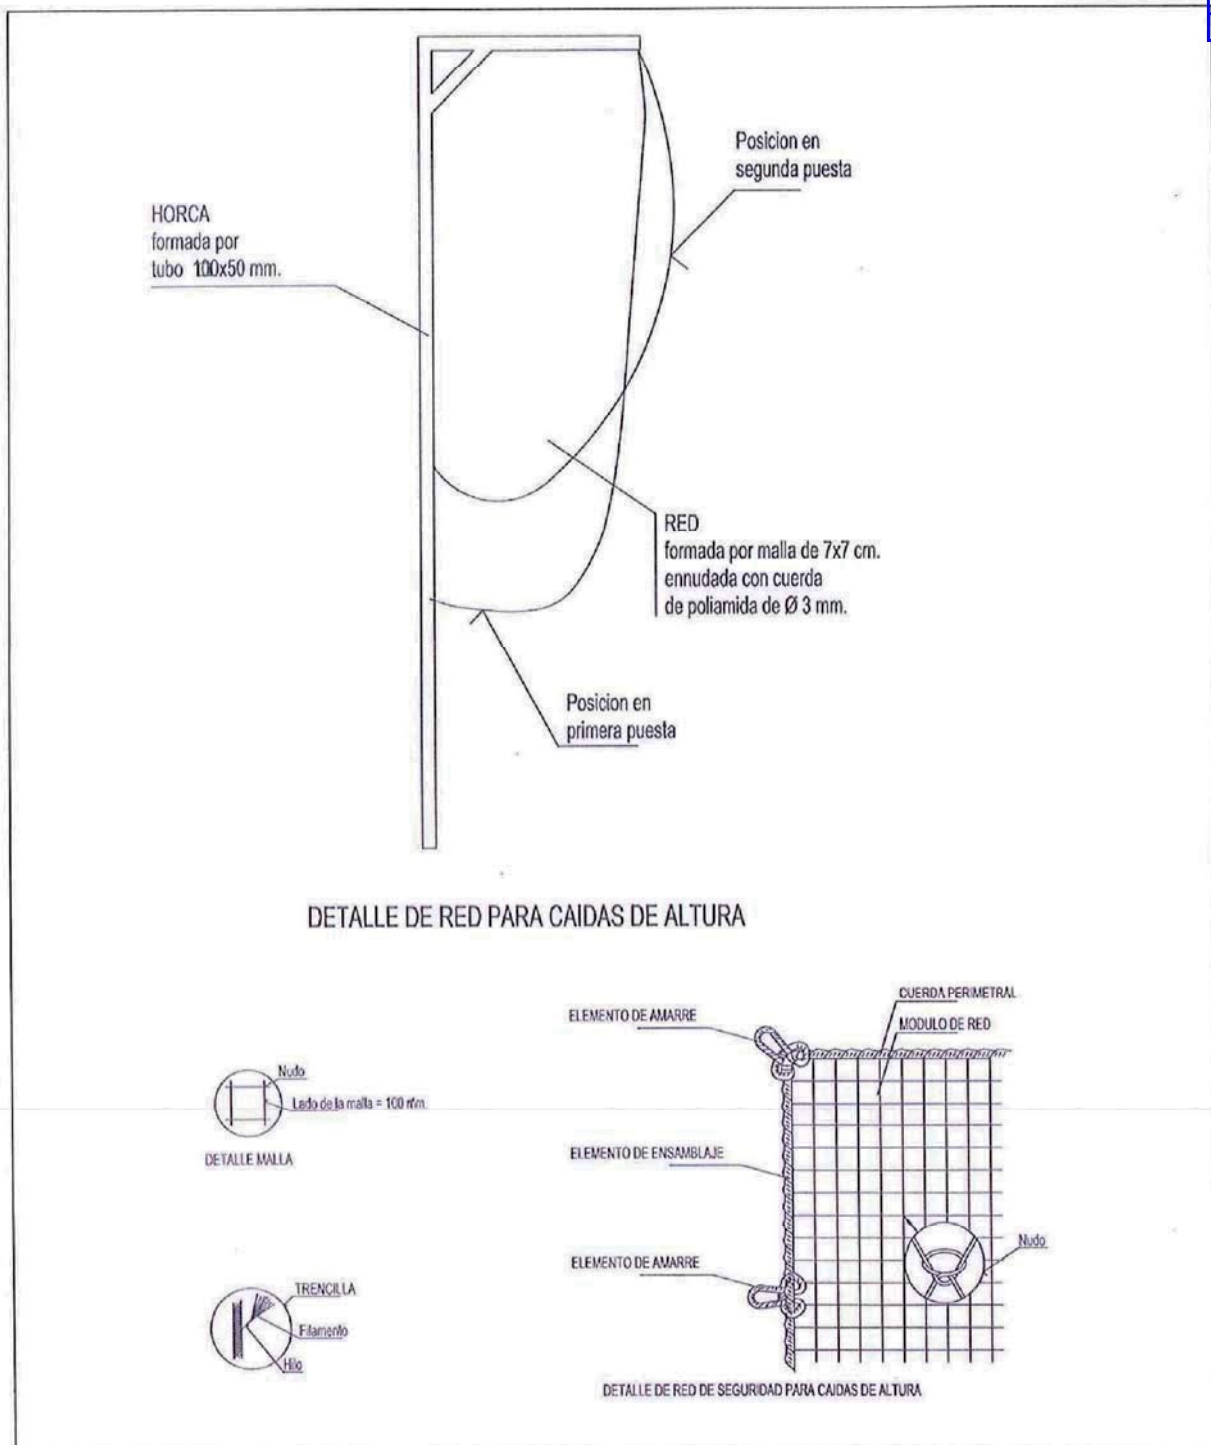 Posicion en
segunda puesta
HORCA
formada por
tubo 100x50 mm.
RED
formada por malla de 7x7 cm.
ennudada con cuerda
de poliamida de Ø 3 mm.
Posicion en
primera puesta
DETALLE DE RED PARA CAIDAS DE ALTURA
CUERDA PERIMETRAL
ELEMENTO DE AMARRE
MODULO DE RED
Nudo
Lado de la malla = 100 mm.
DETALLE MALLA
ELEMENTO DE ENSAMBLAJE
Nudo
ELEMENTO DE AMARRE
TRENCILLA
Filamento
Hilo
DETALLE DE RED DE SEGURIDAD PARA CAIDAS DE ALTURA